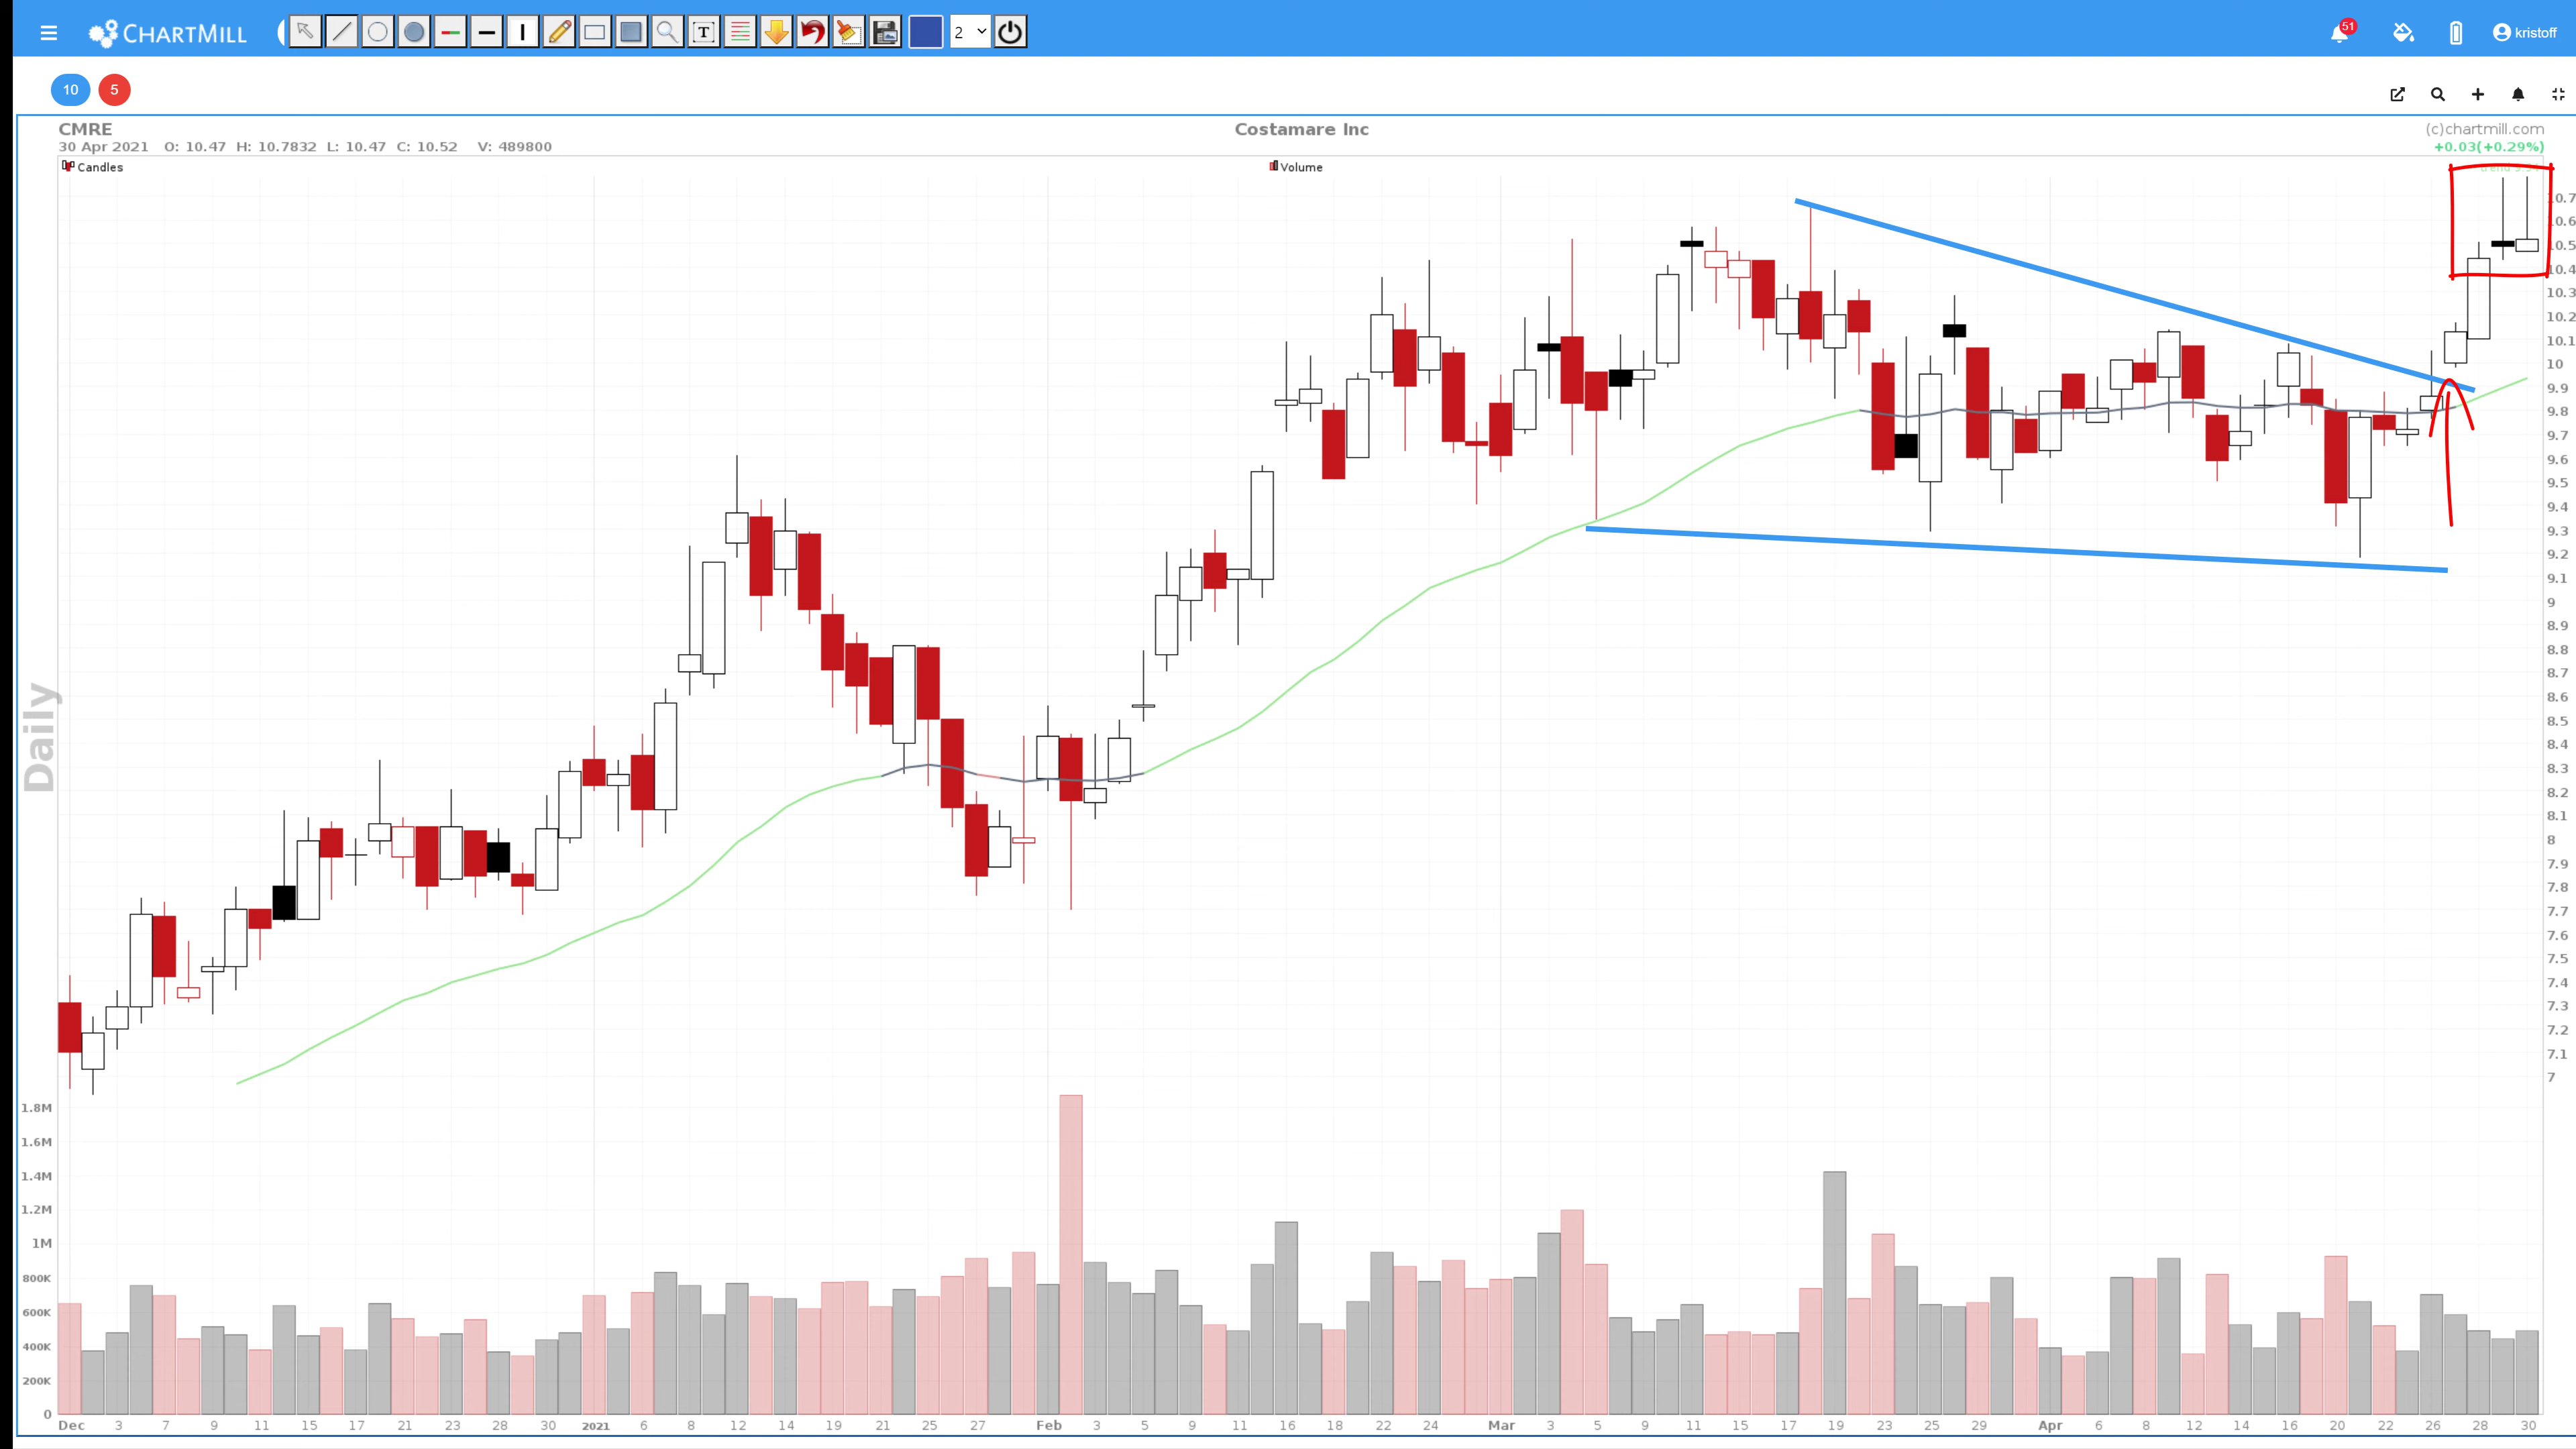 CHARTMILL
T
2
51
kristoff
10
5
CMRE
Costamare Inc
(c)chartmill.com
30 Apr 2021 O: 10.47 H: 10.7832 L: 10.47 C: 10.52 V: 489800
+0.03(+0.29%)
Candles
Volume
10.6
10.5
10.4
10.3
10.2
10.1
10
9.9
9.8
9.7
9.6
9.5
9.4
9.3
9.2
9.1
9
8.9
8.8
8.7
8.6
8.5
8.4
8.3
8.2
8.1
8
7.9
7.8
7.7
7.6
7.5
7.4
7.3
7.2
7.1
7
Daily
1.8M
1.6M
1.4M
1.2M
1M
800K
600K
400K
200K
0
Dec 3 7 9 11 15 17 21 23 28 30 2021 6 8 12 14 19 21 25 27 Feb 3 5 9 11 16 18 22 24 Mar 3 5 9 11 15 17 19 23 25 29 Apr 6 8 12 14 16 20 22 26 28 30